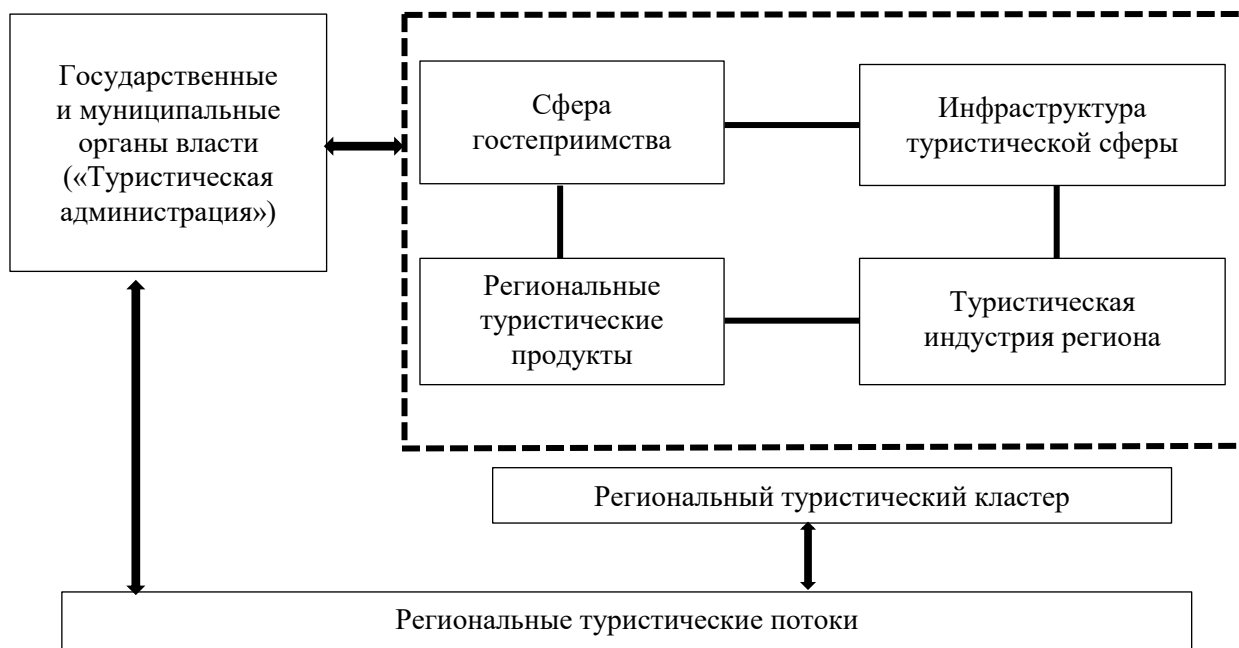 Государственные
и муниципальные
органы власти
(«Туристическая
администрация»)
Сфера
гостеприимства
Инфраструктура
туристической сферы
Региональные
туристические
продукты
Туристическая
индустрия региона
Региональный туристический кластер
Региональные туристические потоки